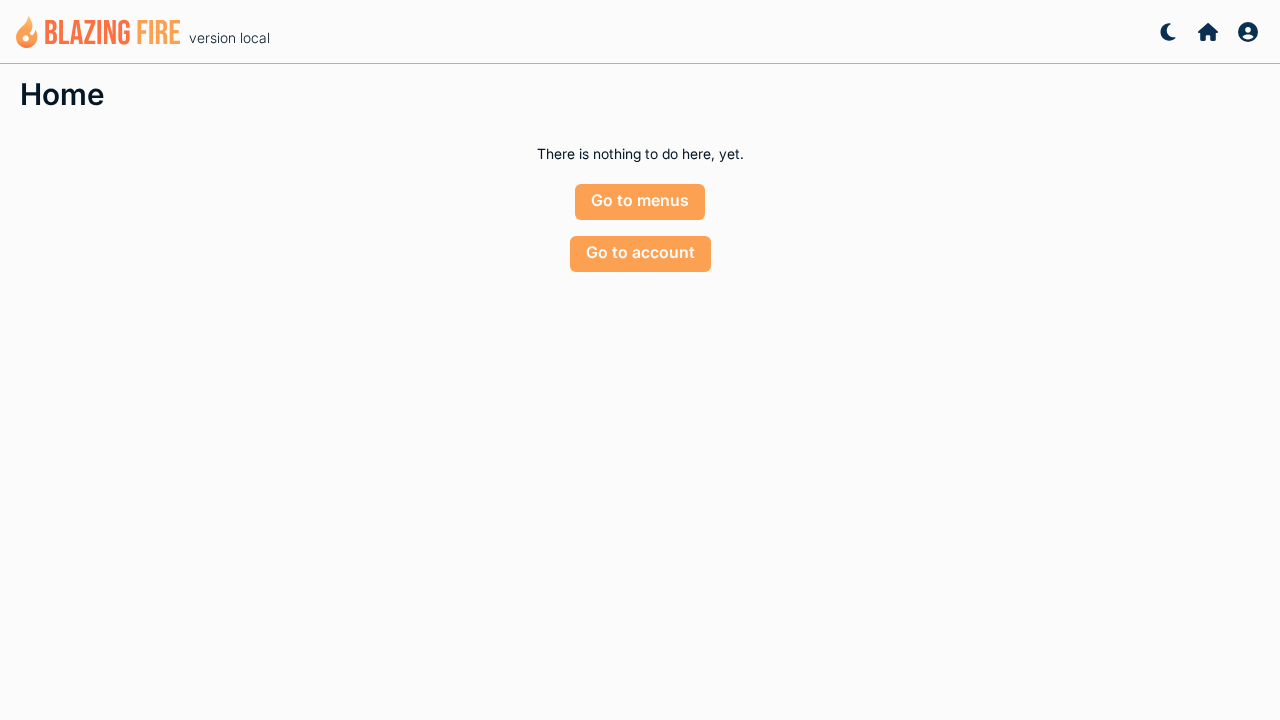 BLAZING FIRE version local
Home
There is nothing to do here, yet.
Go to menus
Go to account